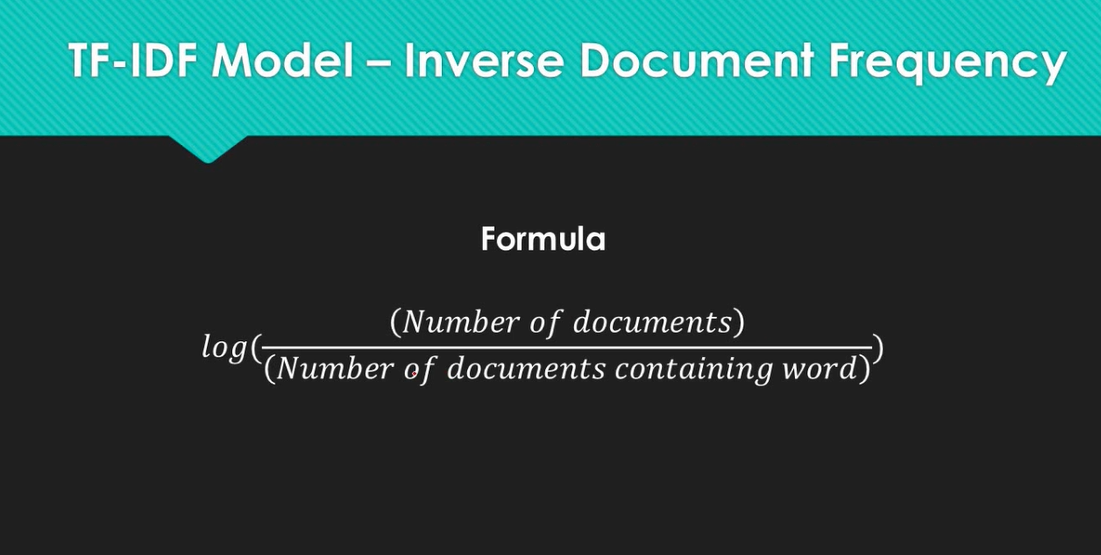 TF-IDF Model – Inverse Document Frequency
Formula
log((Number of documents)/(Number of documents containing word))